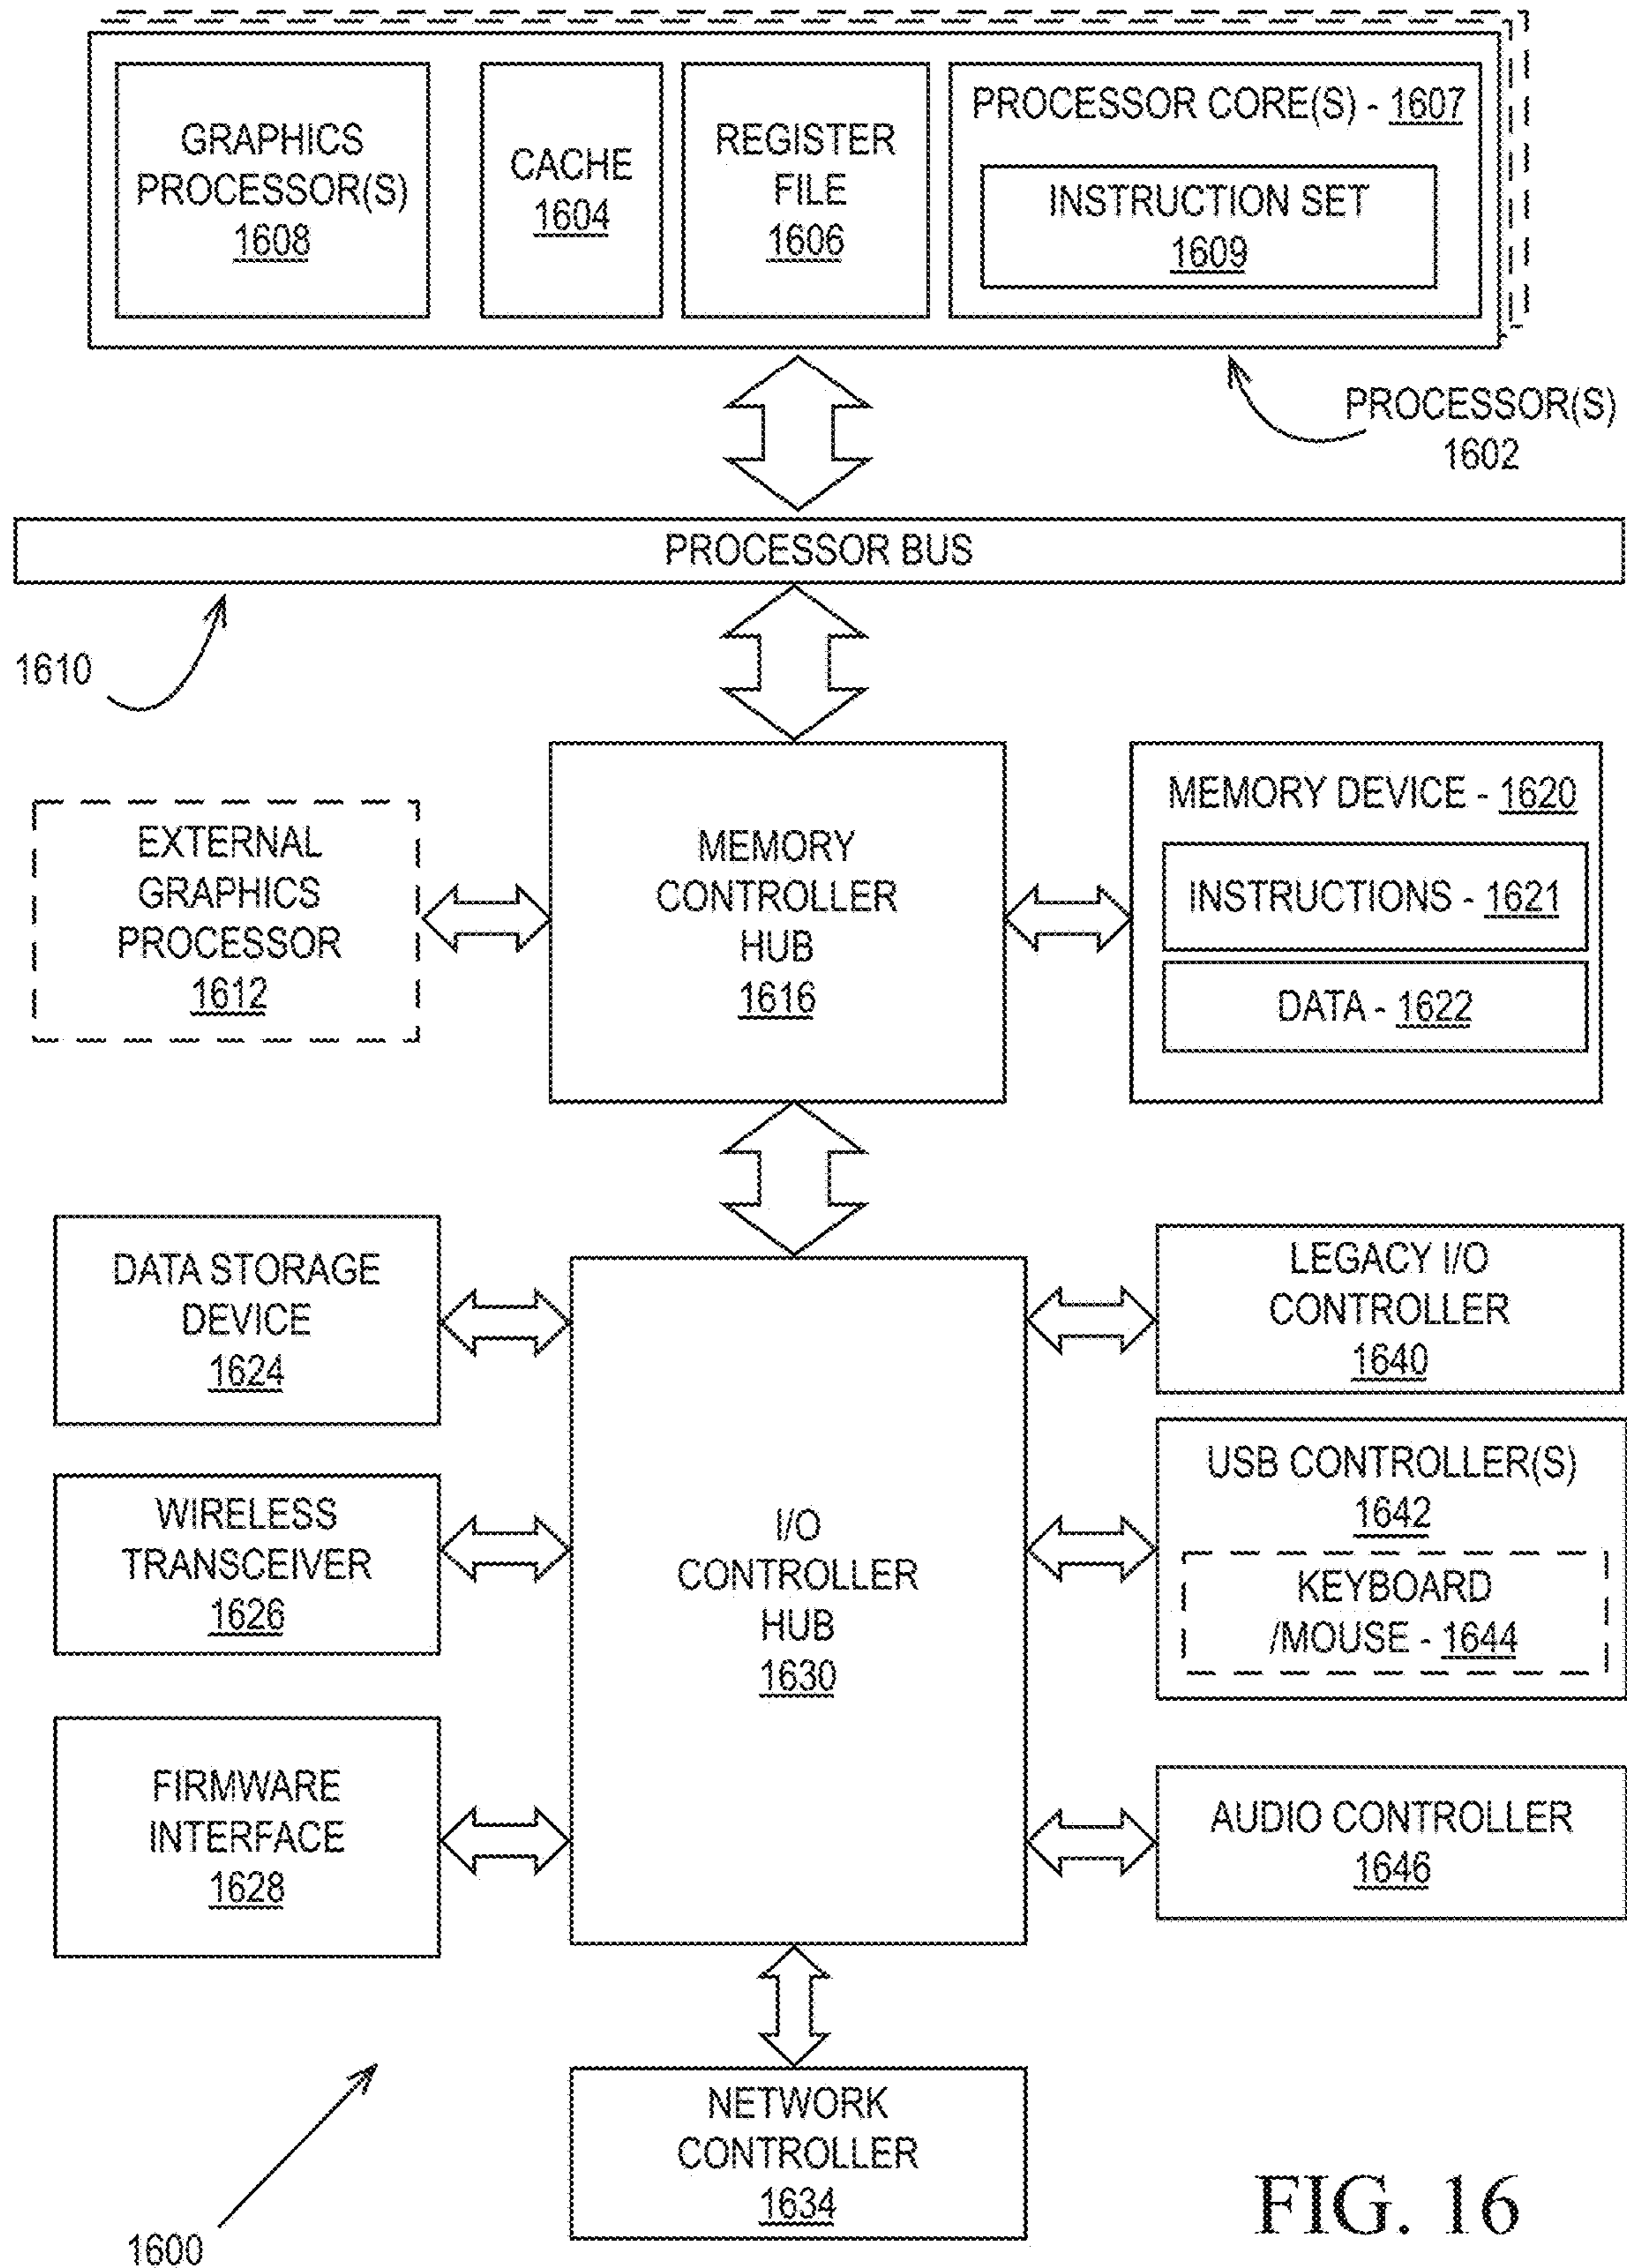 GRAPHICS
PROCESSOR(S)
1608
CACHE
1604
REGISTER
FILE
1606
PROCESSOR CORE(S) - 1607
INSTRUCTION SET
1609
PROCESSOR(S)
1602
PROCESSOR BUS
1610
EXTERNAL
GRAPHICS
PROCESSOR
1612
MEMORY
CONTROLLER
HUB
1616
MEMORY DEVICE - 1620
INSTRUCTIONS - 1621
DATA - 1622
DATA STORAGE
DEVICE
1624
WIRELESS
TRANSCEIVER
1626
FIRMWARE
INTERFACE
1628
I/O
CONTROLLER
HUB
1630
LEGACY I/O
CONTROLLER
1640
USB CONTROLLER(S)
1642
KEYBOARD
/MOUSE - 1644
AUDIO CONTROLLER
1646
NETWORK
CONTROLLER
1634
1600
FIG. 16